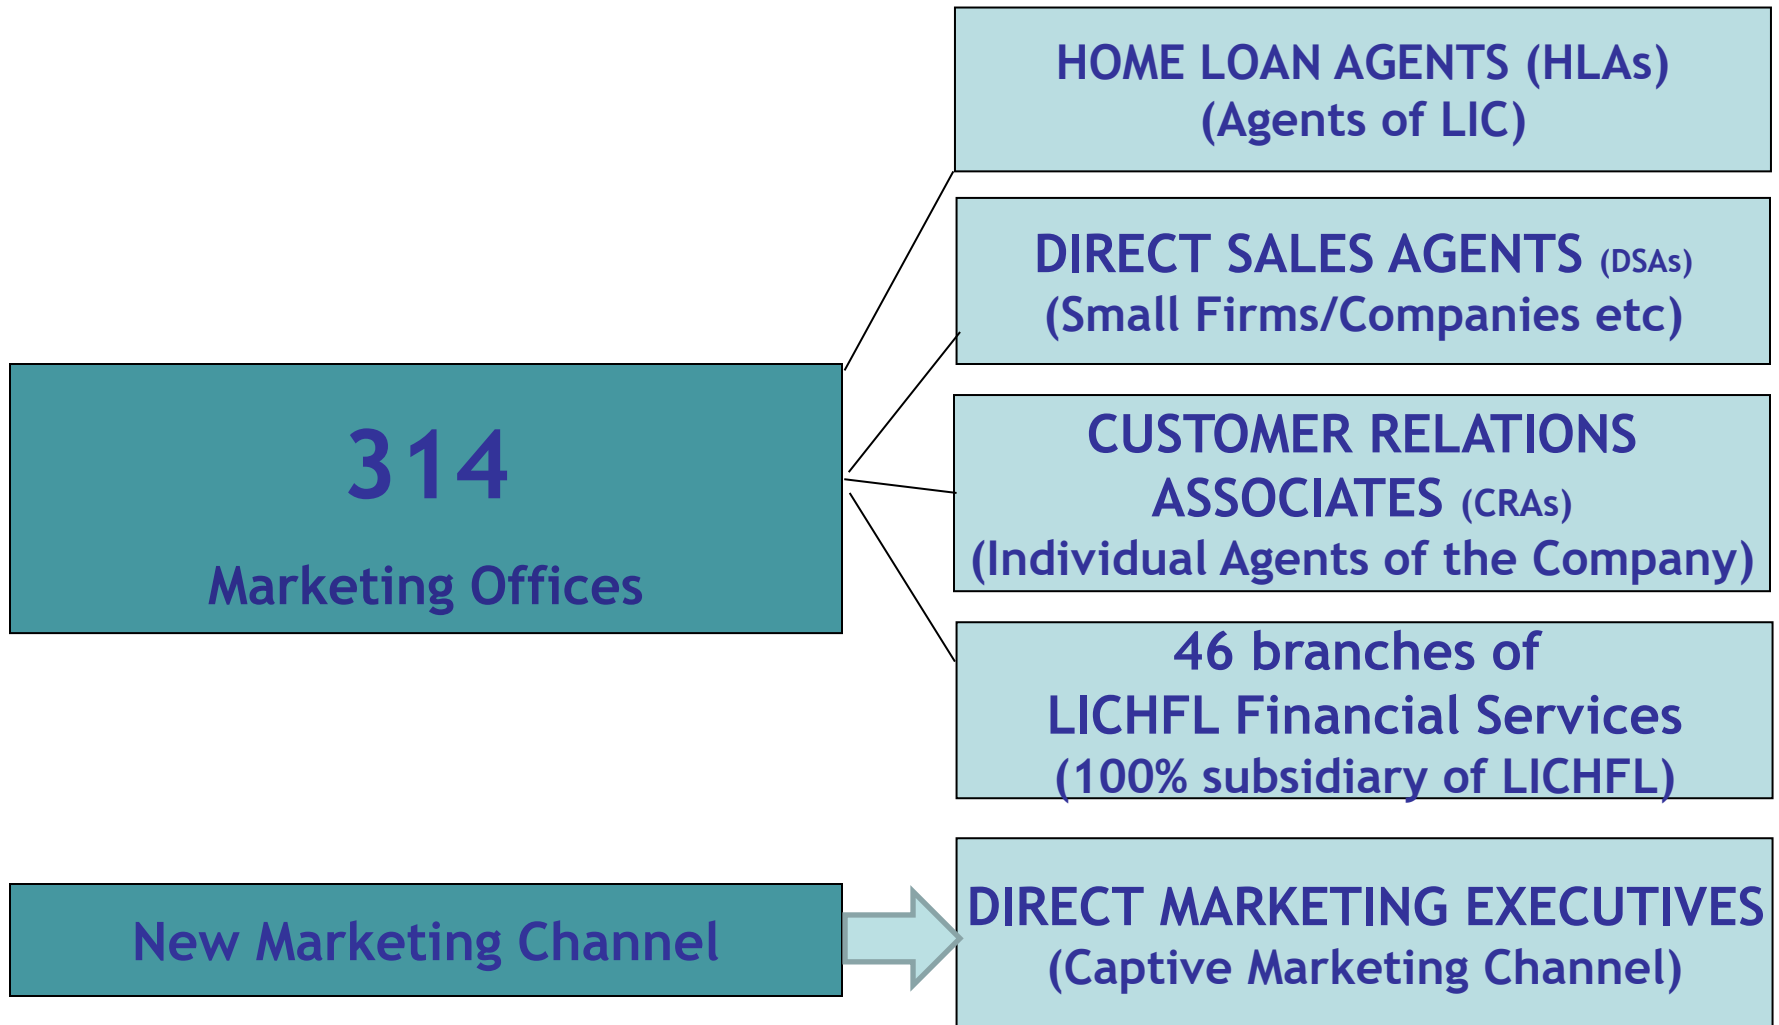 HOME LOAN AGENTS (HLAs)
(Agents of LIC)
DIRECT SALES AGENTS (DSAs)
(Small Firms/Companies etc)
314
Marketing Offices
CUSTOMER RELATIONS
ASSOCIATES (CRAs)
(Individual Agents of the Company)
46 branches of
LICHFL Financial Services
(100% subsidiary of LICHFL)
New Marketing Channel
DIRECT MARKETING EXECUTIVES
(Captive Marketing Channel)